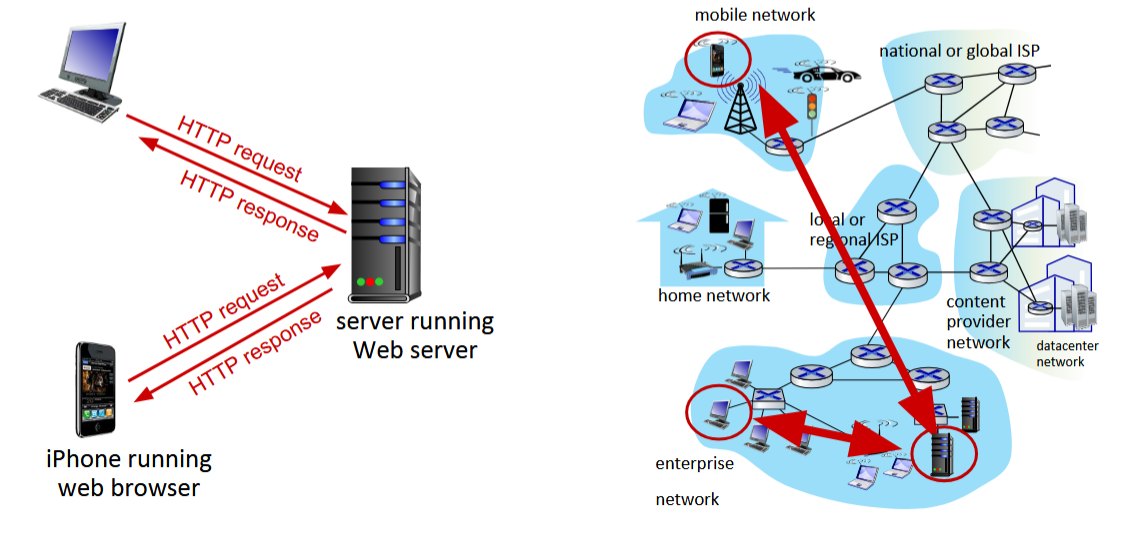 HTTP request
HTTP response
HTTP request
HTTP response
server running
Web server
iPhone running
web browser
mobile network
national or global ISP
local or
regional ISP
home network
content
provider
network
datacenter
network
enterprise
network